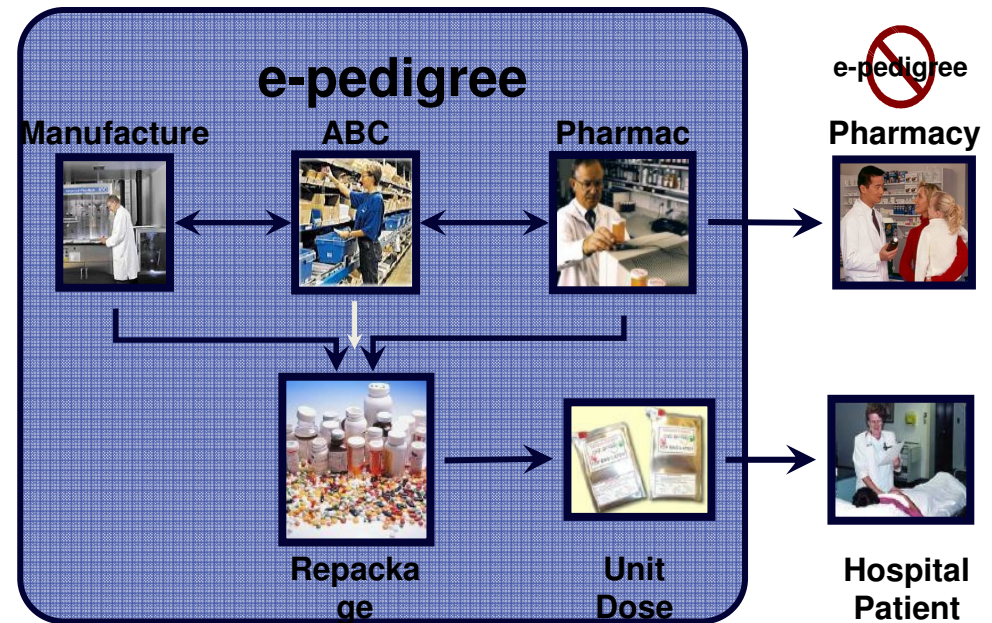 e-pedigree
e-pedigree
Manufacture
ABC
Pharmac
Pharmacy
Repacka
ge
Unit
Dose
Hospital
Patient